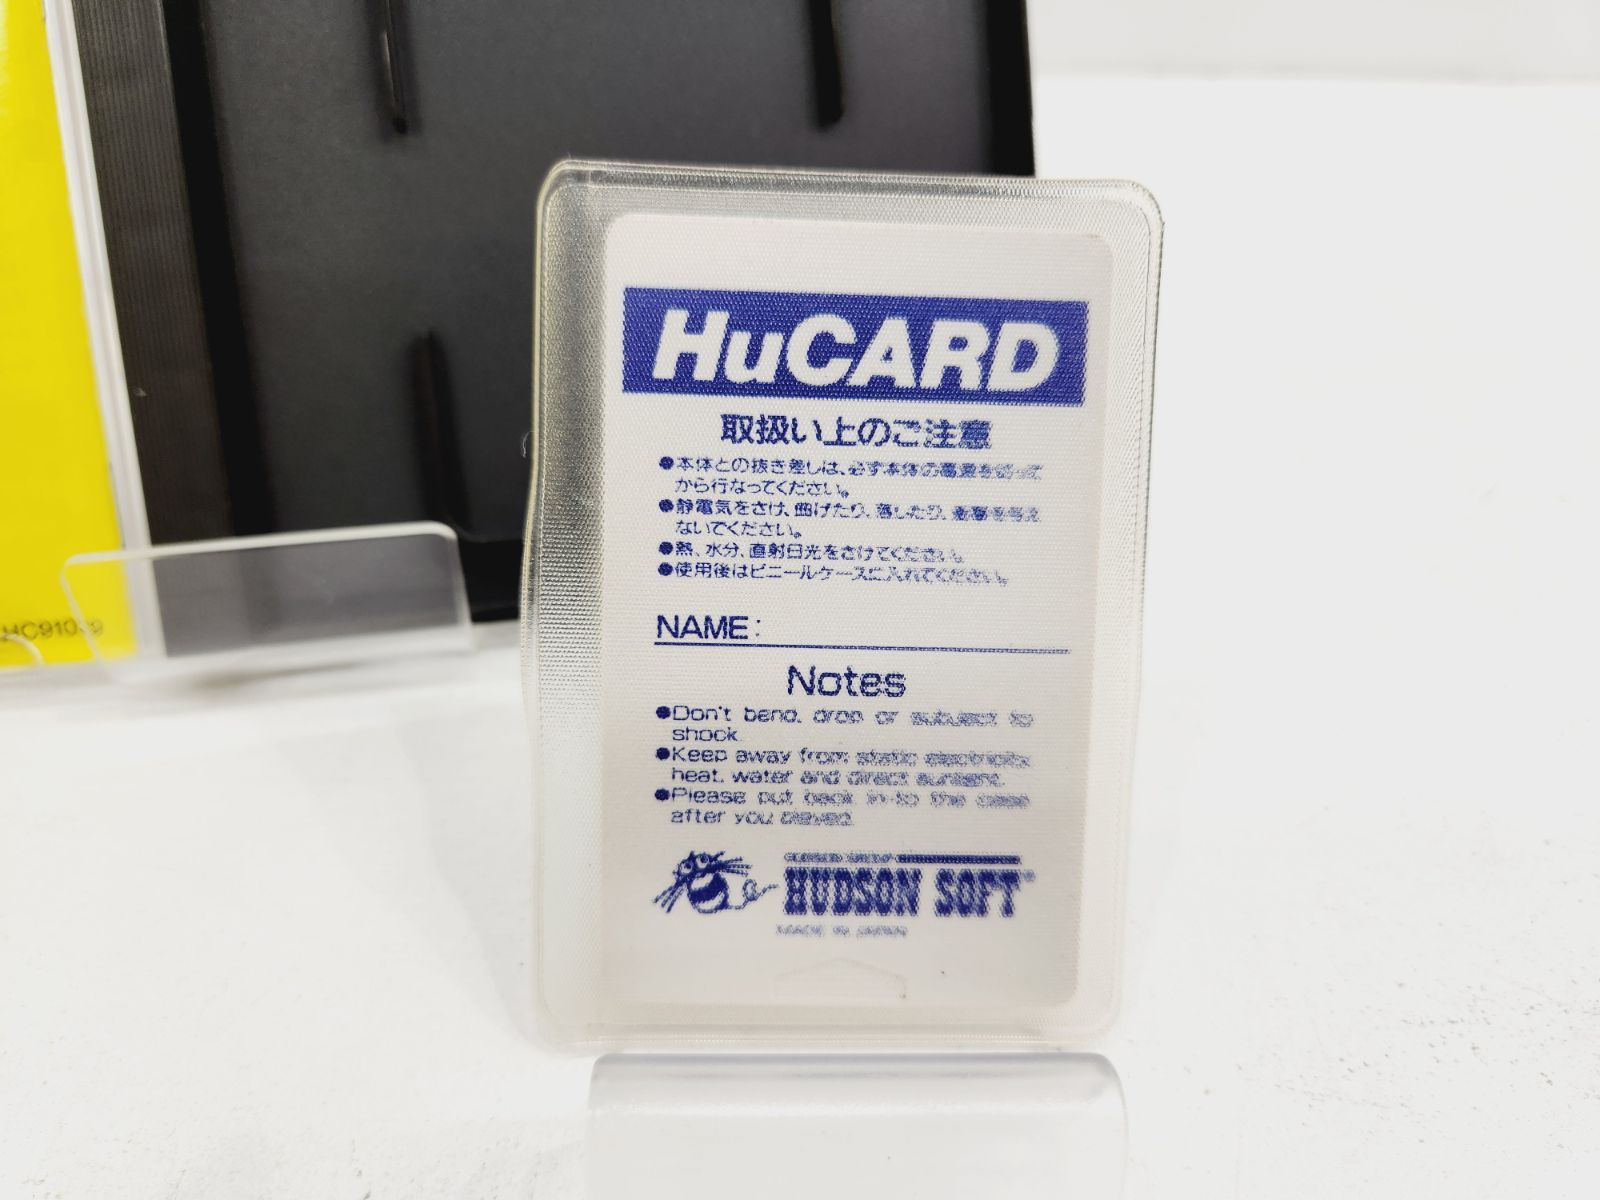 HuCARD
取扱い上のご注意
●本体との抜き差しは、必ず本体の電源を切って
から行なってください。
●静電気をさけ、曲げたり、落したり、衝撃を与え
ないでください。
●熱、水分、直射日光をさけてください。
●使用後はビニールケースに入れてください。
NAME:
Notes
●Don't bend, drop or subject to
shock.
●Keep away from static electricity,
heat, water and direct sunlight.
●Please put back in-to the case
after you played.
HUDSON SOFT
MADE IN JAPAN